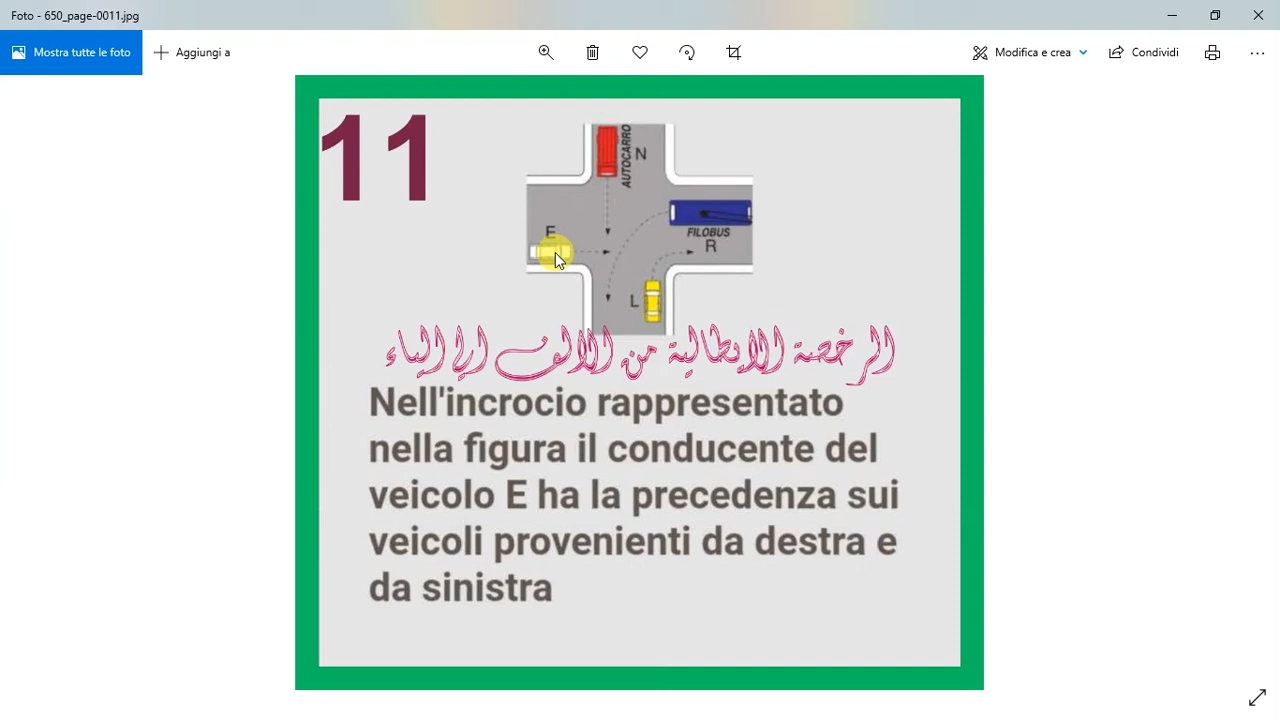 Foto - 650_page-0011.jpg
Mostra tutte le foto
Aggiungi a
Modifica e crea
Condividi
11
AUTOCARRO
N
E
FILOBUS
R
L
الرخصة الايطالية من الالف الي الياء
Nell'incrocio rappresentato
nella figura il conducente del
veicolo E ha la precedenza sui
veicoli provenienti da destra e
da sinistra